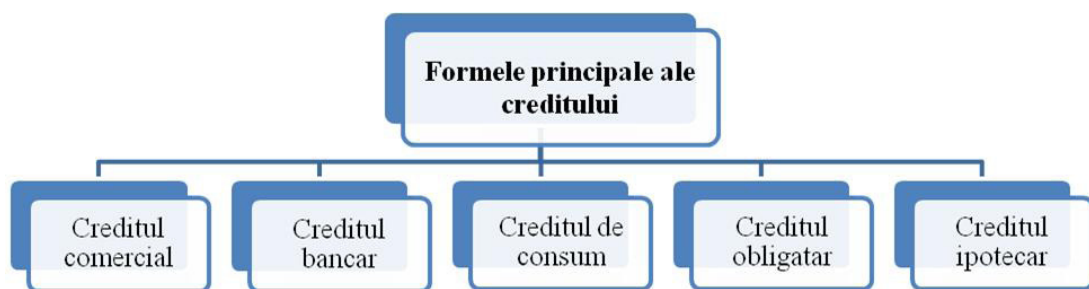 Formele principale ale
creditului
Creditul
comercial
Creditul
bancar
Creditul de
consum
Creditul
obligatar
Creditul
ipotecar